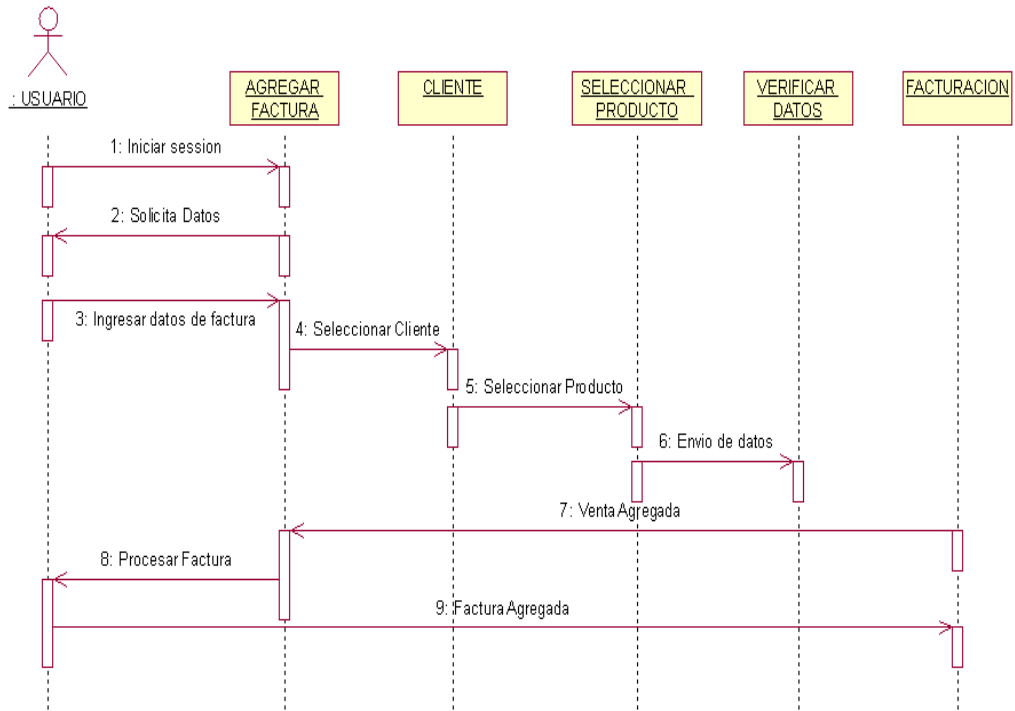 : USUARIO
AGREGAR
FACTURA
CLIENTE
SELECCIONAR
PRODUCTO
VERIFICAR
DATOS
FACTURACION
1: Iniciar session
2: Solicita Datos
3: Ingresar datos de factura
4: Seleccionar Cliente
5: Seleccionar Producto
6: Envio de datos
7: Venta Agregada
8: Procesar Factura
9: Factura Agregada